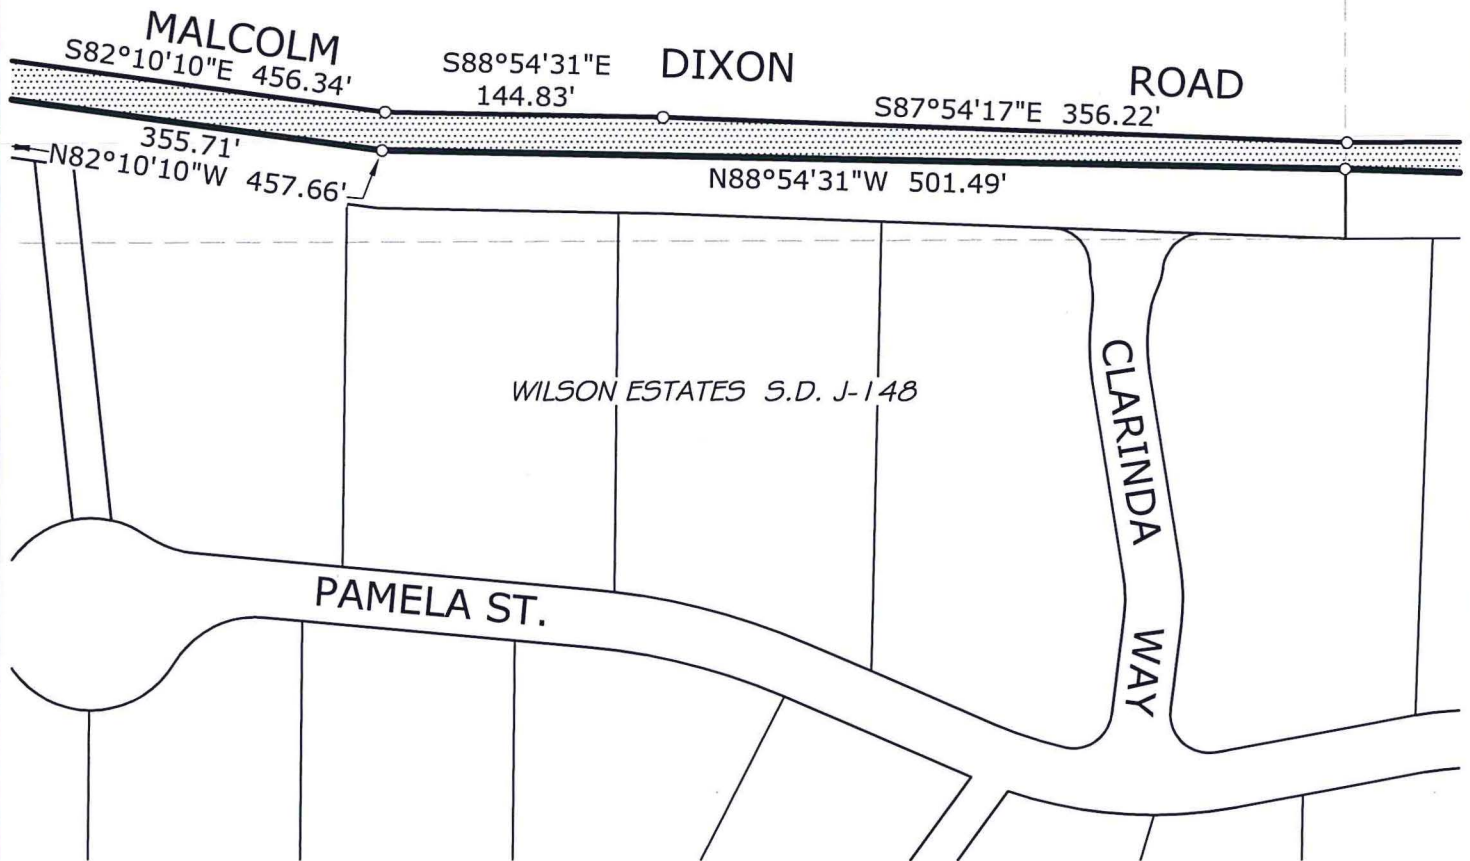 MALCOLM DIXON ROAD
S82°10'10"E 456.34'
S88°54'31"E
144.83'
S87°54'17"E 356.22'
355.71'
N82°10'10"W 457.66'
N88°54'31"W 501.49'
WILSON ESTATES S.D. J-148
CLARINDA WAY
PAMELA ST.